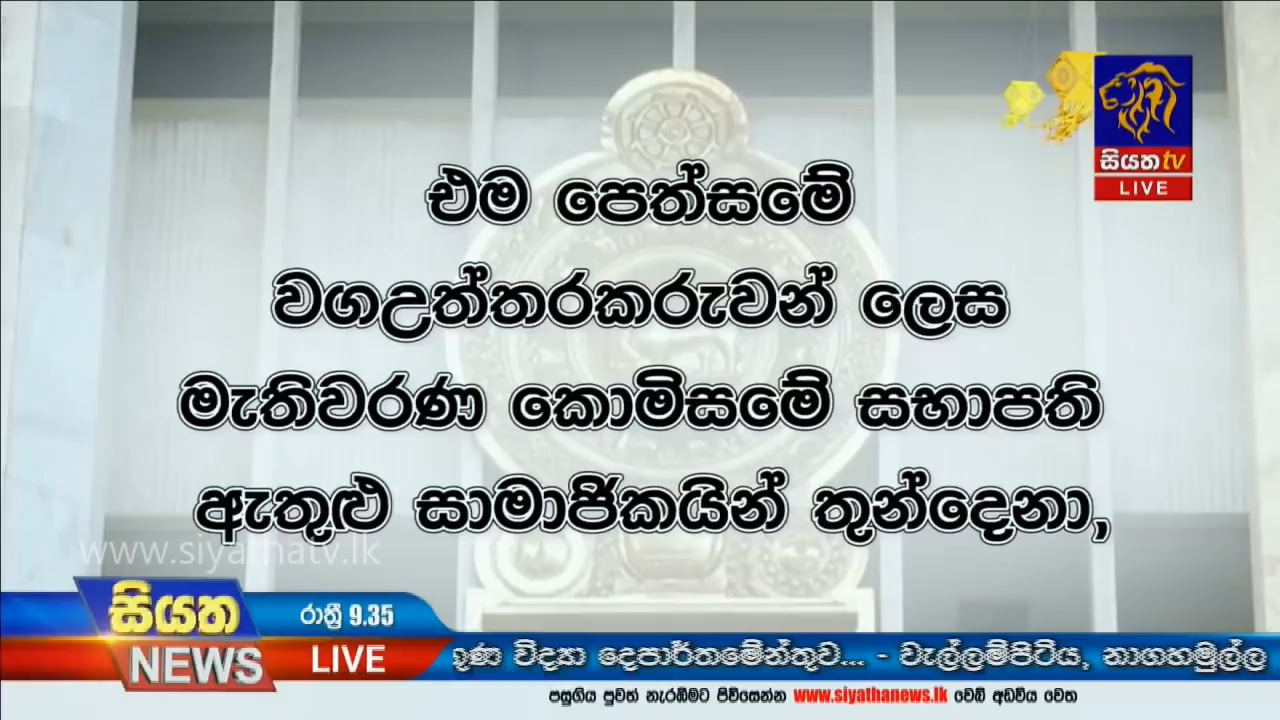 සියත tv
LIVE
එම පෙත්සමේ
වගඋත්තරකරුවන් ලෙස
මැතිවරණ කොමිසමේ සභාපති
ඇතුළු සාමාජිකයින් තුන්දෙනා,
www.siyathatv.lk
සියත
NEWS
රාත්‍රී 9.35
LIVE
විද්‍යා දෙපාර්තමේන්තුව... - වැල්ලම්පිටිය, නාගහමුල්ල
පසුගිය පුවත් නැරඹීමට පිවිසෙන්න www.siyathanews.lk වෙබ් අඩවිය වෙත